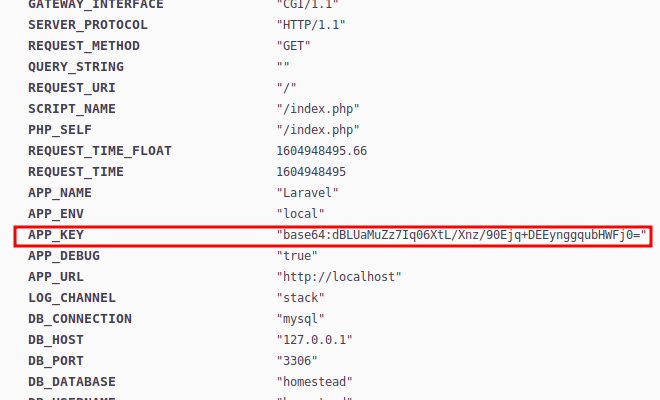 GATEWAY_INTERFACE "CGI/1.1"
SERVER_PROTOCOL "HTTP/1.1"
REQUEST_METHOD "GET"
QUERY_STRING ""
REQUEST_URI "/"
SCRIPT_NAME "/index.php"
PHP_SELF "/index.php"
REQUEST_TIME_FLOAT 1604948495.66
REQUEST_TIME 1604948495
APP_NAME "Laravel"
APP_ENV "local"
APP_KEY "base64:dBLUaMuZz7Iq06XtL/Xnz/90Ejq+DEEynggqubHWFj0="
APP_DEBUG "true"
APP_URL "http://localhost"
LOG_CHANNEL "stack"
DB_CONNECTION "mysql"
DB_HOST "127.0.0.1"
DB_PORT "3306"
DB_DATABASE "homestead"
DB_USERNAME "homestead"